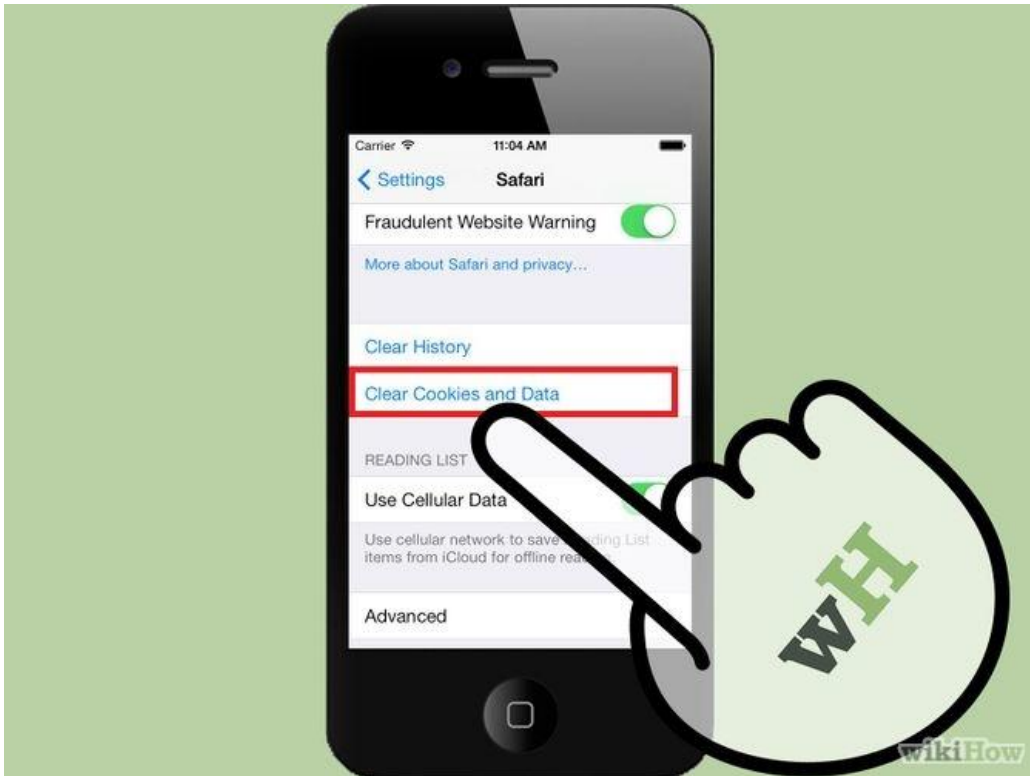 Carrier 11:04 AM
Settings Safari
Fraudulent Website Warning
More about Safari and privacy...
Clear History
Clear Cookies and Data
READING LIST
Use Cellular Data
Use cellular network to save Reading List
items from iCloud for offline
Advanced
wH
wikiHow